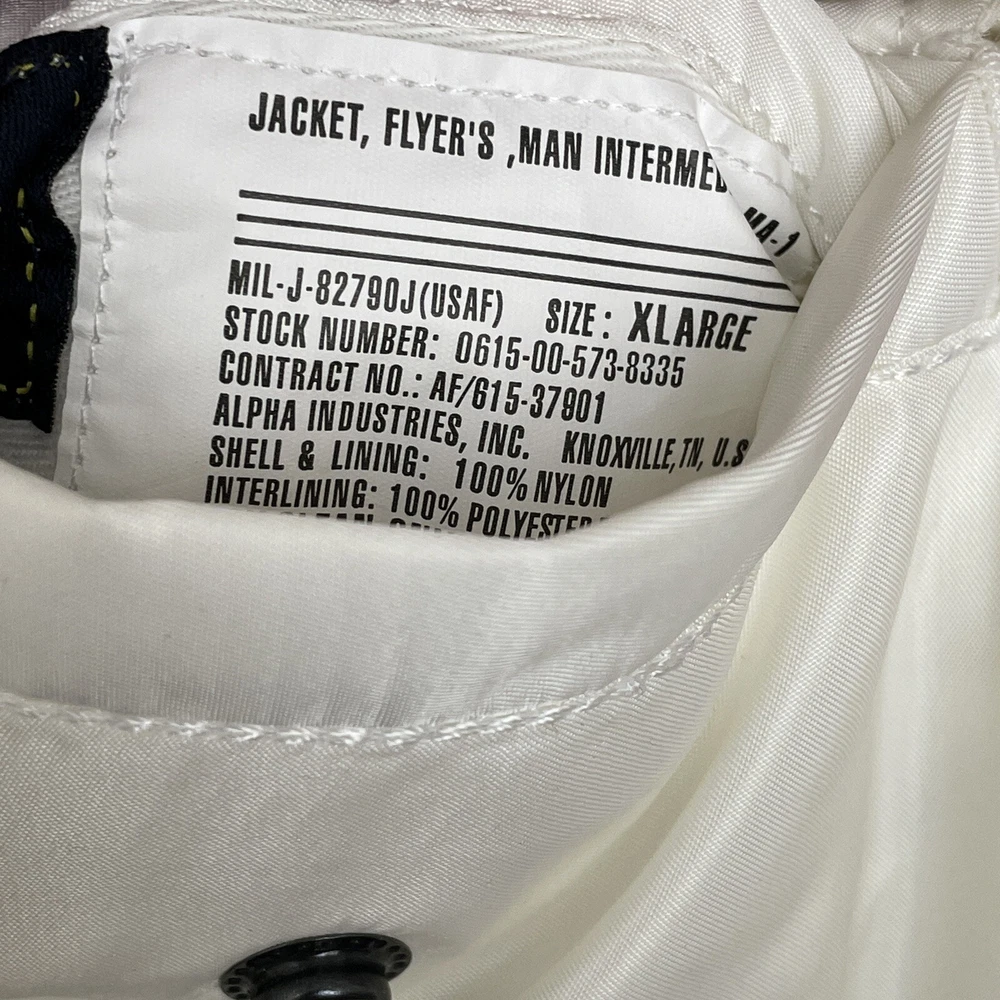 JACKET, FLYER'S ,MAN INTERMED
MA-1
MIL-J-82790J(USAF) SIZE: XLARGE
STOCK NUMBER: 0615-00-573-8335
CONTRACT NO.: AF/615-37901
ALPHA INDUSTRIES, INC. KNOXVILLE,TN, U.S
SHELL & LINING: 100% NYLON
INTERLINING: 100% POLYESTER